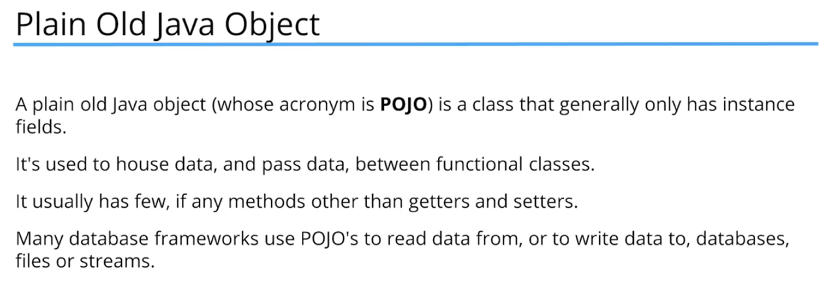 Plain Old Java Object
A plain old Java object (whose acronym is POJO) is a class that generally only has instance
fields.
It's used to house data, and pass data, between functional classes.
It usually has few, if any methods other than getters and setters.
Many database frameworks use POJO's to read data from, or to write data to, databases,
files or streams.